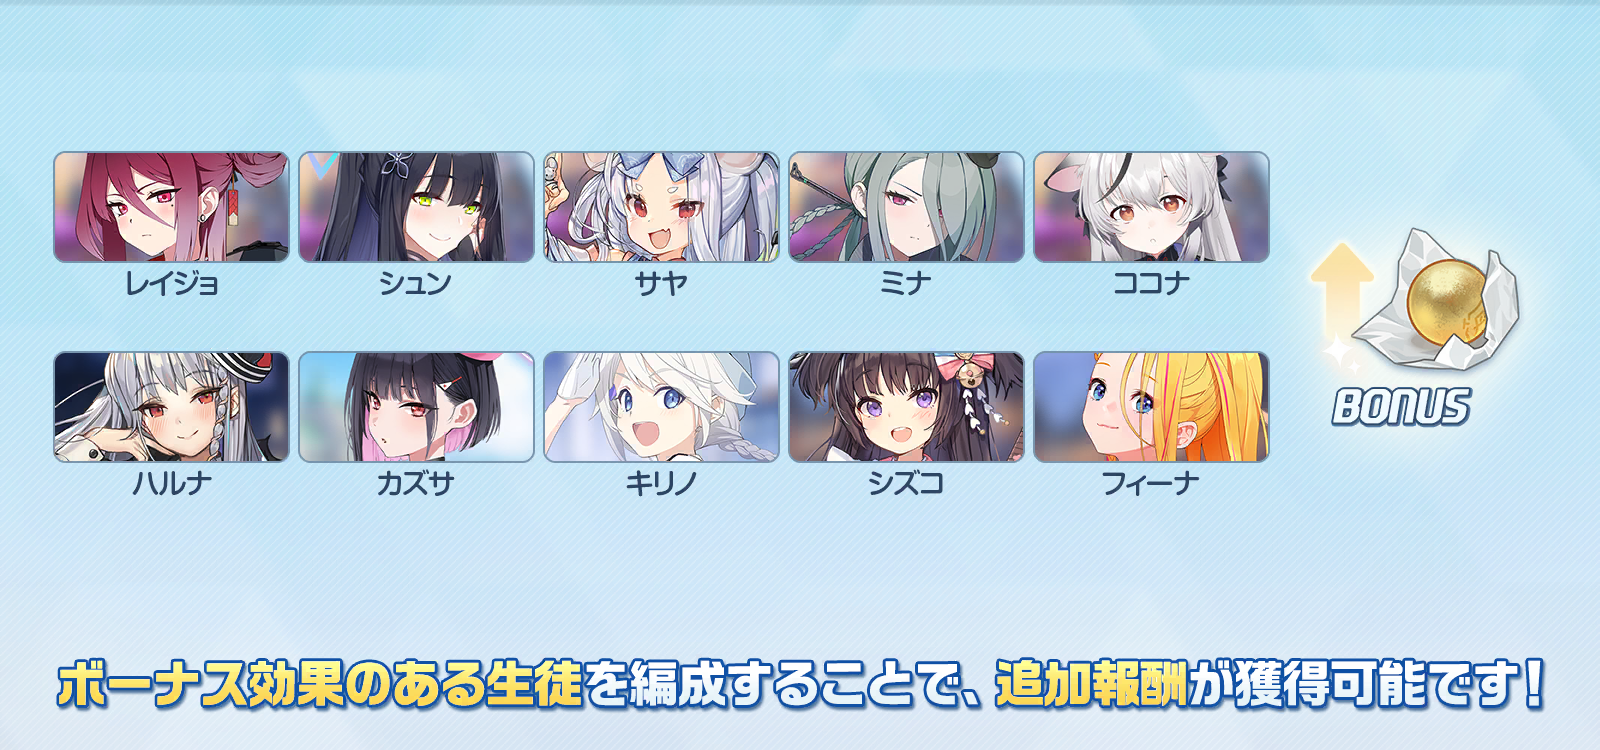 レイジョ
シュン
サヤ
ミナ
ココナ
ハルナ
カズサ
キリノ
シズコ
フィーナ
BONUS
ボーナス効果のある生徒を編成することで、追加報酬が獲得可能です!